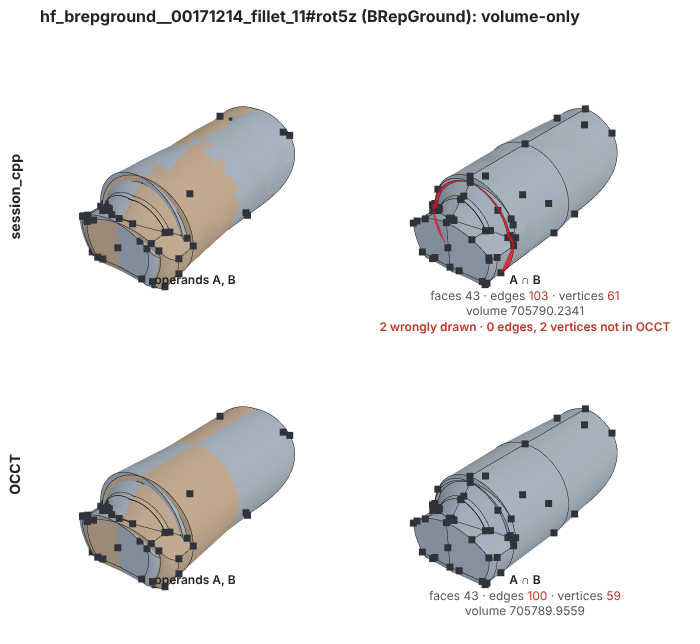 hf_brepground__00171214_fillet_11#rot5z (BRepGround): volume-only
session_cpp
operands A, B
A ∩ B
faces 43 · edges 103 · vertices 61
volume 705790.2341
2 wrongly drawn · 0 edges, 2 vertices not in OCCT
OCCT
operands A, B
A ∩ B
faces 43 · edges 100 · vertices 59
volume 705789.9559